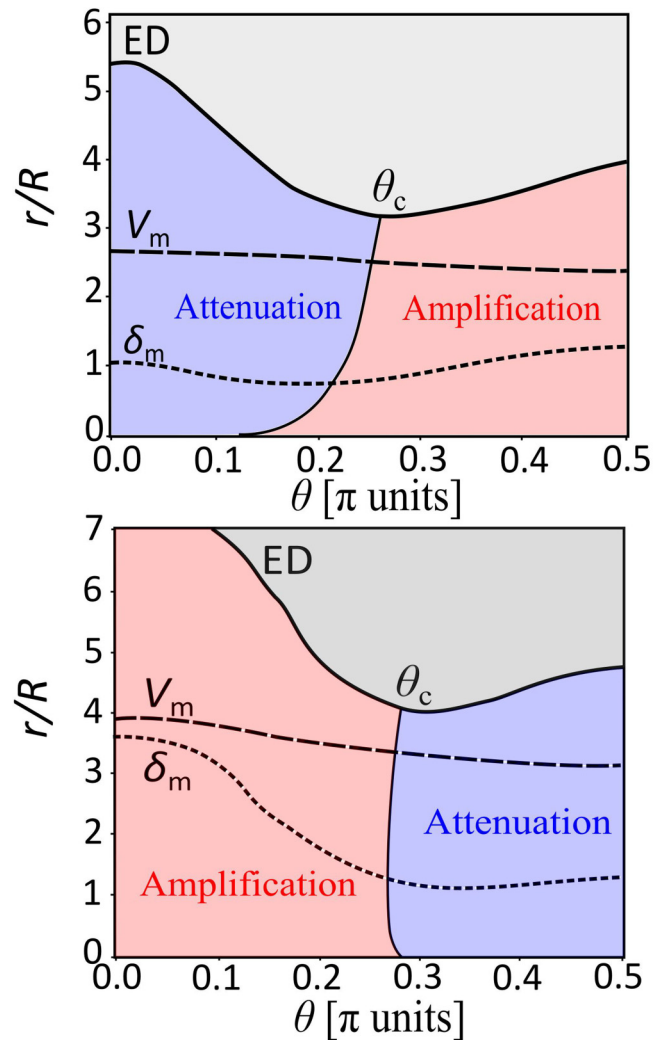 6
ED
5
4
θc
r/R
3
Vm
2
Attenuation
Amplification
δm
1
0
0.0 0.1 0.2 0.3 0.4 0.5
θ [π units]
7
ED
6
5
θc
4
Vm
r/R
3
δm
2
Attenuation
Amplification
1
0
0.0 0.1 0.2 0.3 0.4 0.5
θ [π units]